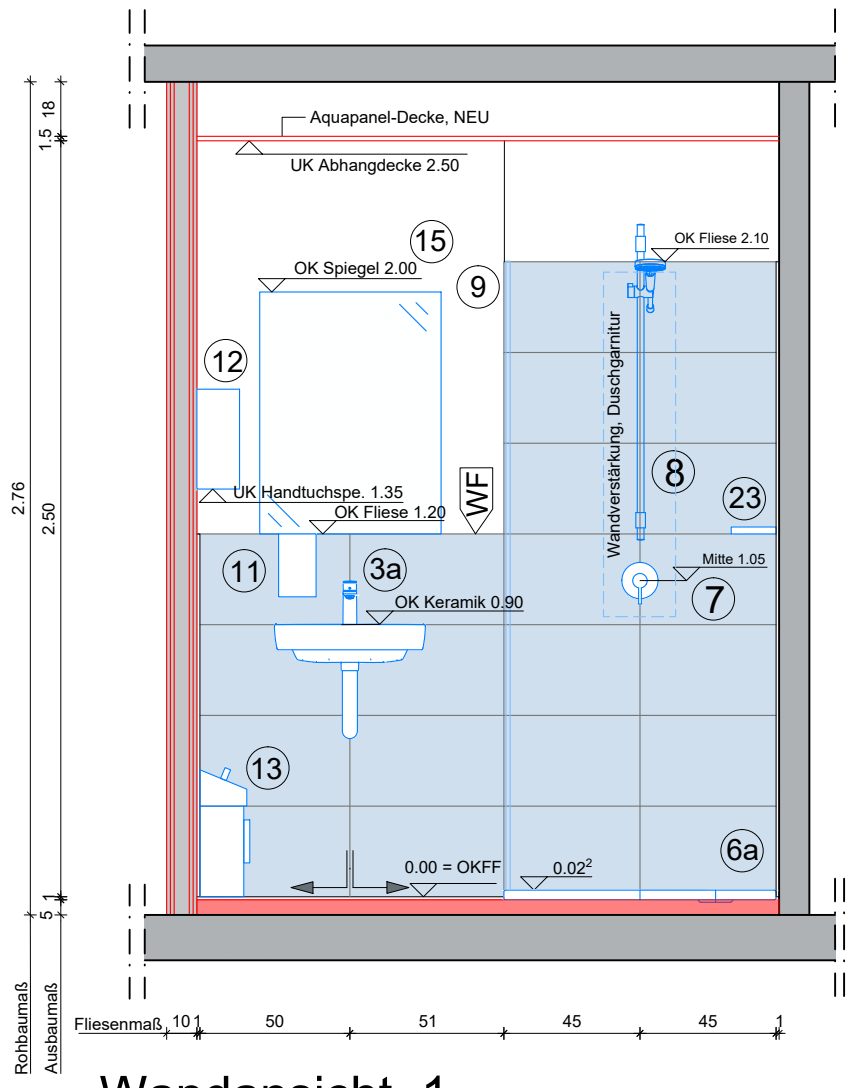 18
Aquapanel-Decke, NEU
1.5
UK Abhangdecke 2.50
15
OK Fliese 2.10
OK Spiegel 2.00
9
12
Wandverstärkung, Duschgarnitur
8
2.76
2.50
UK Handtuchspe. 1.35
WF
23
OK Fliese 1.20
11
3a
Mitte 1.05
7
OK Keramik 0.90
13
6a
0.00 = OKFF
0.02²
1
5
Rohbaumaß
Ausbaumaß
Fliesenmaß 10 1 50 51 45 45 1
Wandansicht 1